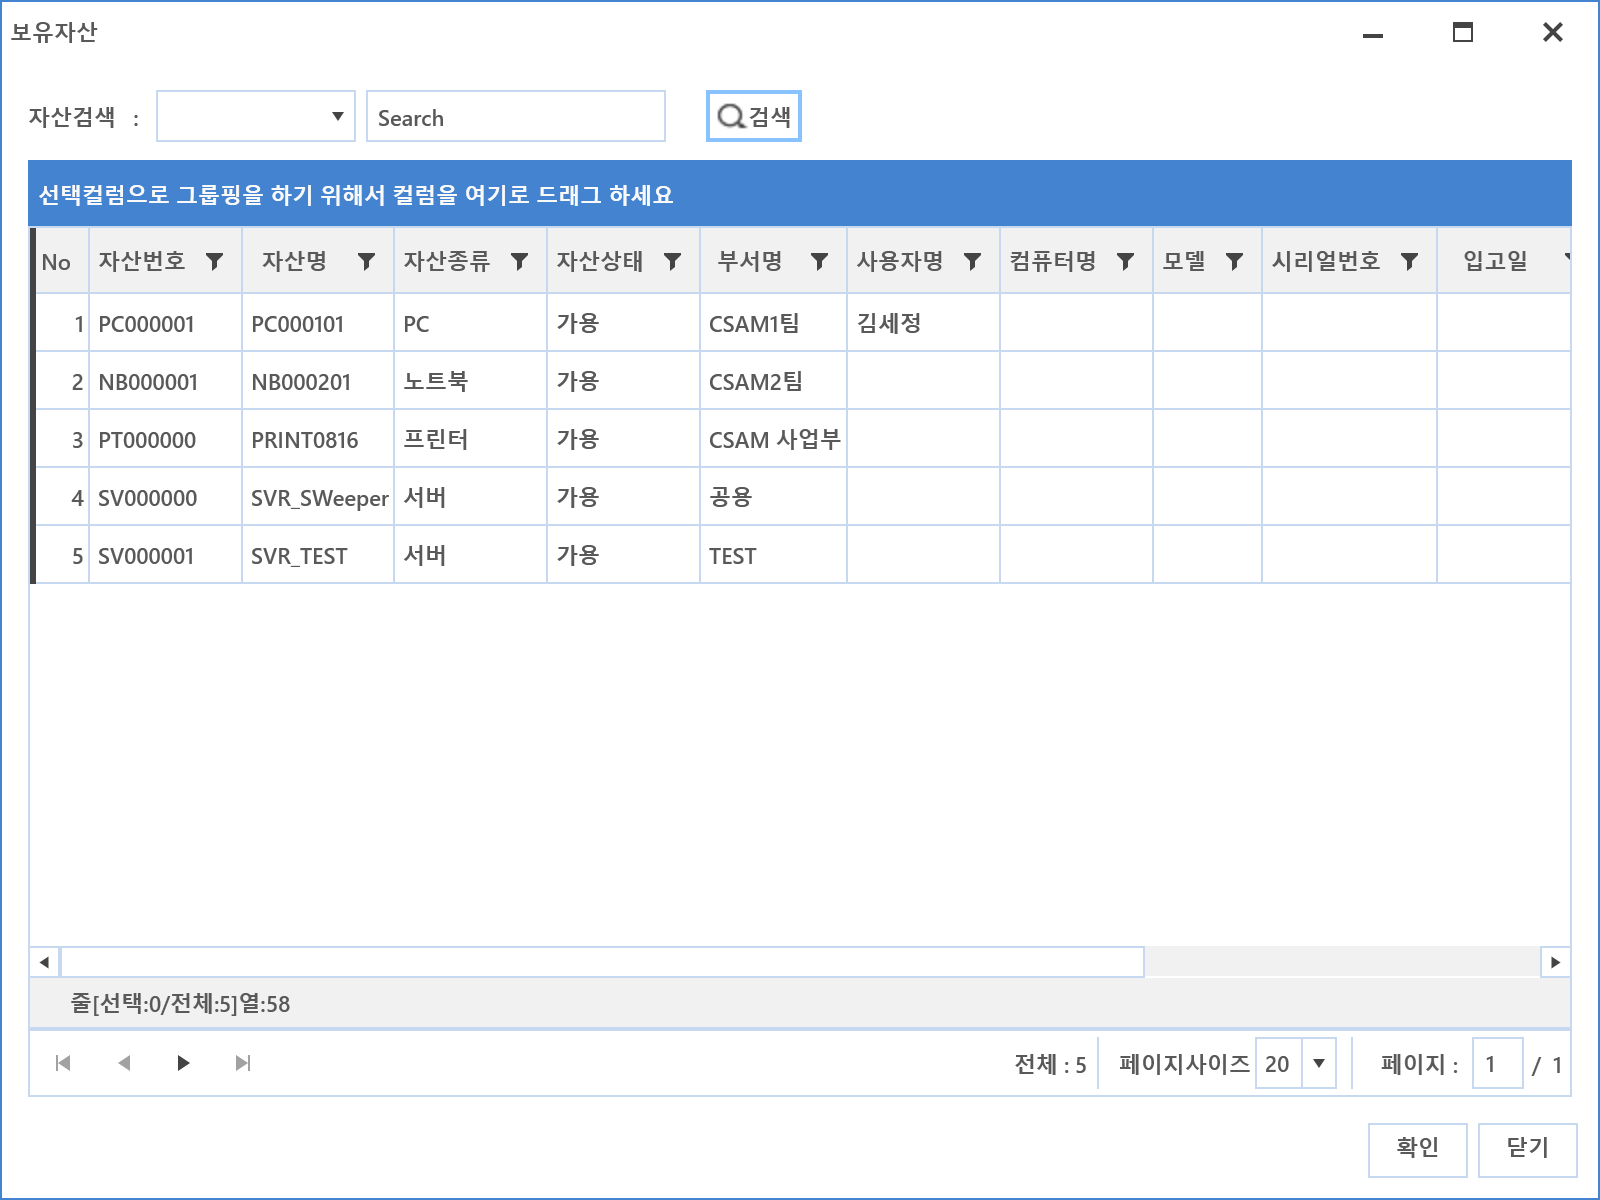 보유자산
자산검색 : Search 검색
선택컬럼으로 그룹핑을 하기 위해서 컬럼을 여기로 드래그 하세요
No 자산번호 자산명 자산종류 자산상태 부서명 사용자명 컴퓨터명 모델 시리얼번호 입고일
1 PC000001 PC000101 PC 가용 CSAM1팀 김세정
2 NB000001 NB000201 노트북 가용 CSAM2팀
3 PT000000 PRINT0816 프린터 가용 CSAM 사업부
4 SV000000 SVR_SWeeper 서버 가용 공용
5 SV000001 SVR_TEST 서버 가용 TEST
줄[선택:0/전체:5]열:58
전체 : 5 페이지사이즈 20 페이지 : 1 / 1
확인 닫기